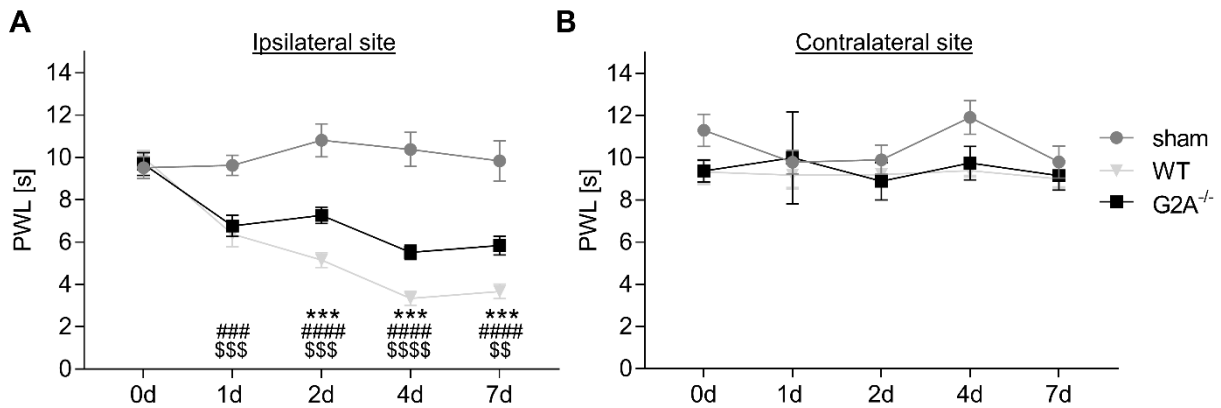 A
Ipsilateral site
PWL [s]
14
12
10
8
6
4
2
0
*** *** ***
### #### #### ####
$$$ $$$ $$$$ $$
0d 1d 2d 4d 7d
B
Contralateral site
PWL [s]
14
12
10
8
6
4
2
0
0d 1d 2d 4d 7d
sham
WT
G2A-/-